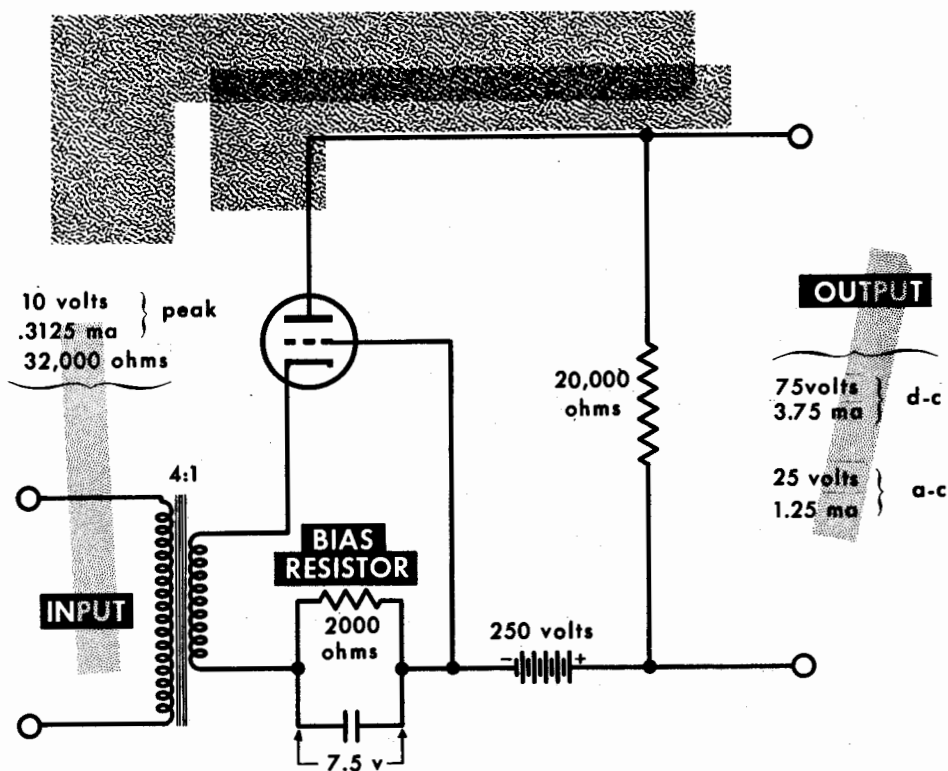 10 volts
.3125 ma
peak
32,000 ohms
OUTPUT
75volts
3.75 ma
d-c
25 volts
1.25 ma
a-c
20,000
ohms
4:1
INPUT
BIAS
RESISTOR
2000
ohms
250 volts
- +
7.5 v